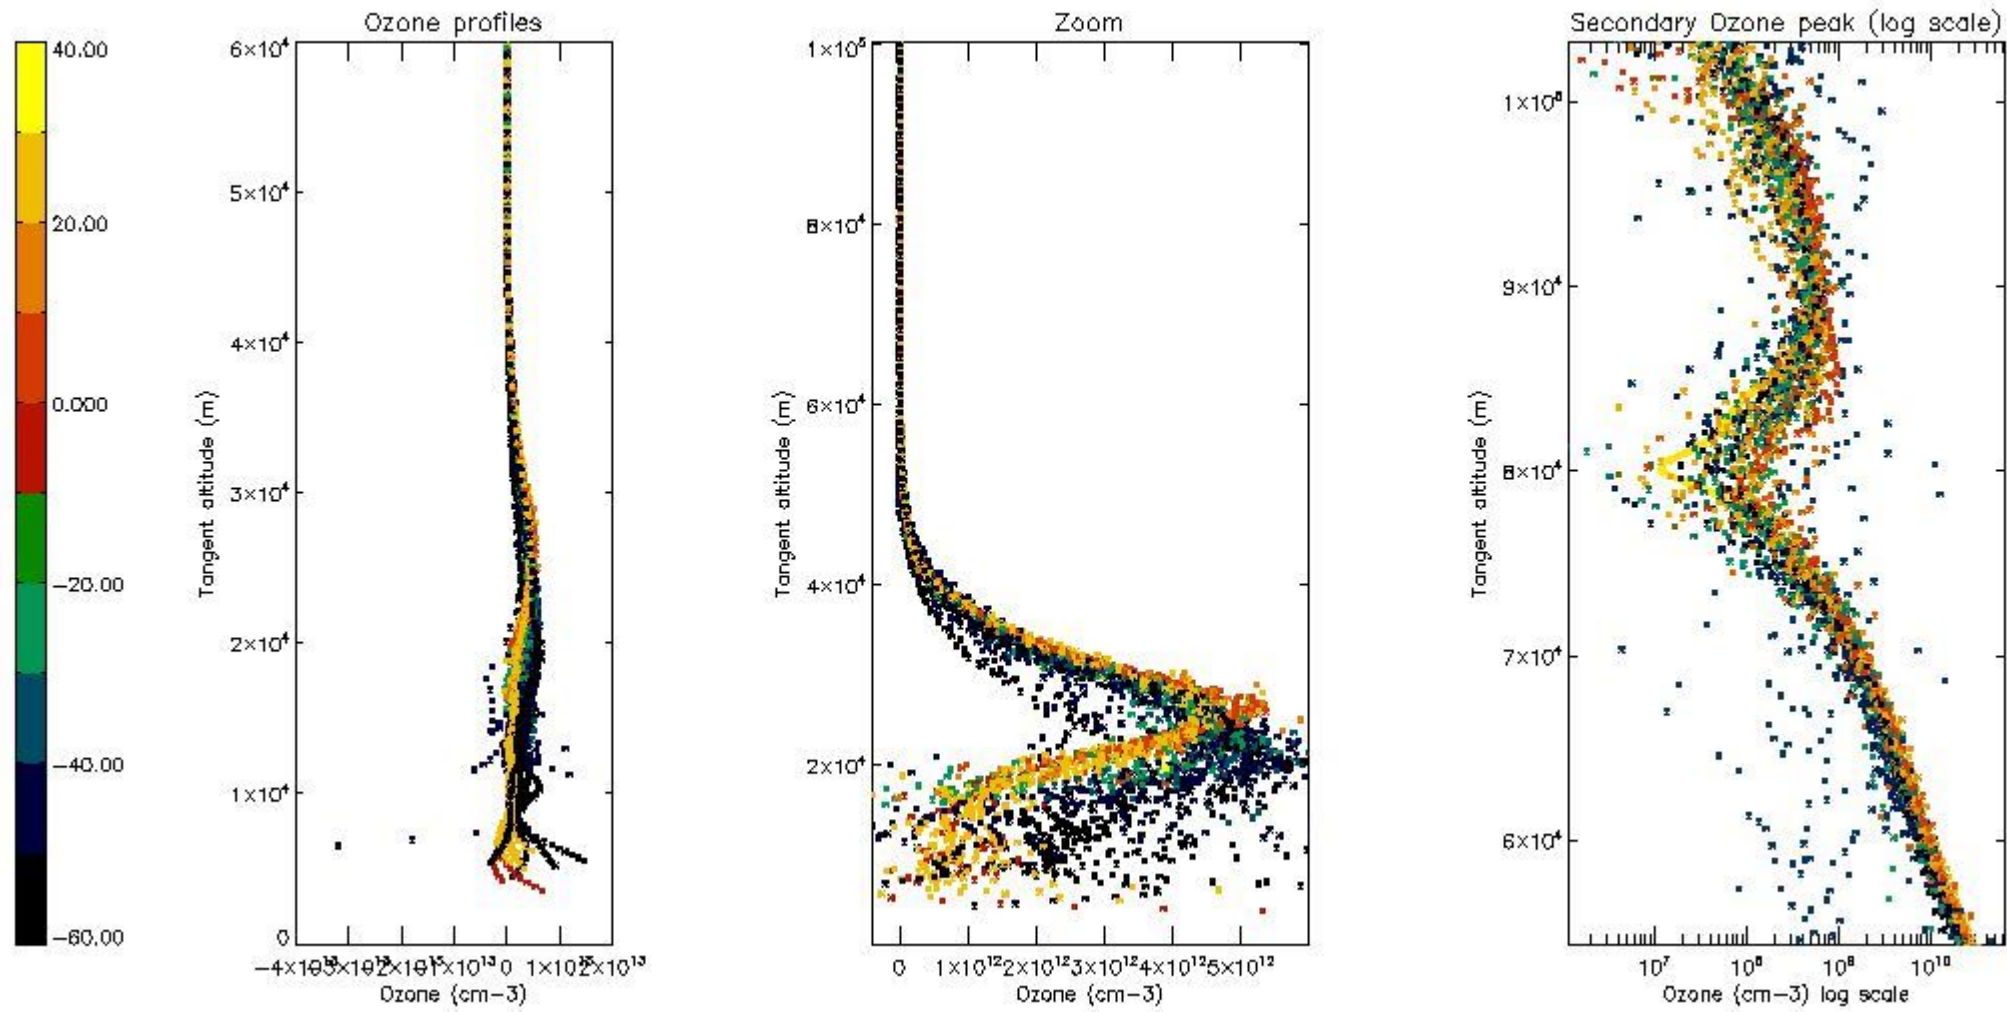 Ozone profiles
Zoom
Secondary Ozone peak (log scale)
40.00
20.00
0.000
−20.00
−40.00
−60.00
6×10⁴
5×10⁴
4×10⁴
3×10⁴
2×10⁴
1×10⁴
0
Tangent altitude (m)
0
1×10¹³
2×10¹³
Ozone (cm−3)
1×10⁵
8×10⁴
6×10⁴
4×10⁴
2×10⁴
Tangent altitude (m)
0 1×10¹² 2×10¹² 3×10¹² 4×10¹² 5×10¹²
Ozone (cm−3)
1×10⁵
9×10⁴
8×10⁴
7×10⁴
6×10⁴
Tangent altitude (m)
10⁷ 10⁸ 10⁹ 10¹⁰
Ozone (cm−3) log scale